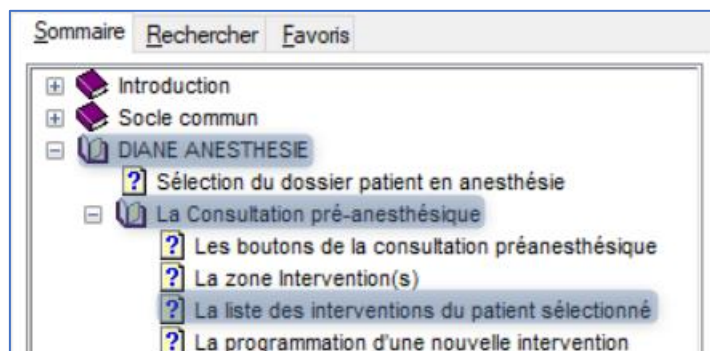 Sommaire Rechercher Favoris
Introduction
Socle commun
DIANE ANESTHESIE
Sélection du dossier patient en anesthésie
La Consultation pré-anesthésique
Les boutons de la consultation préanesthésique
La zone Intervention(s)
La liste des interventions du patient sélectionné
La programmation d'une nouvelle intervention